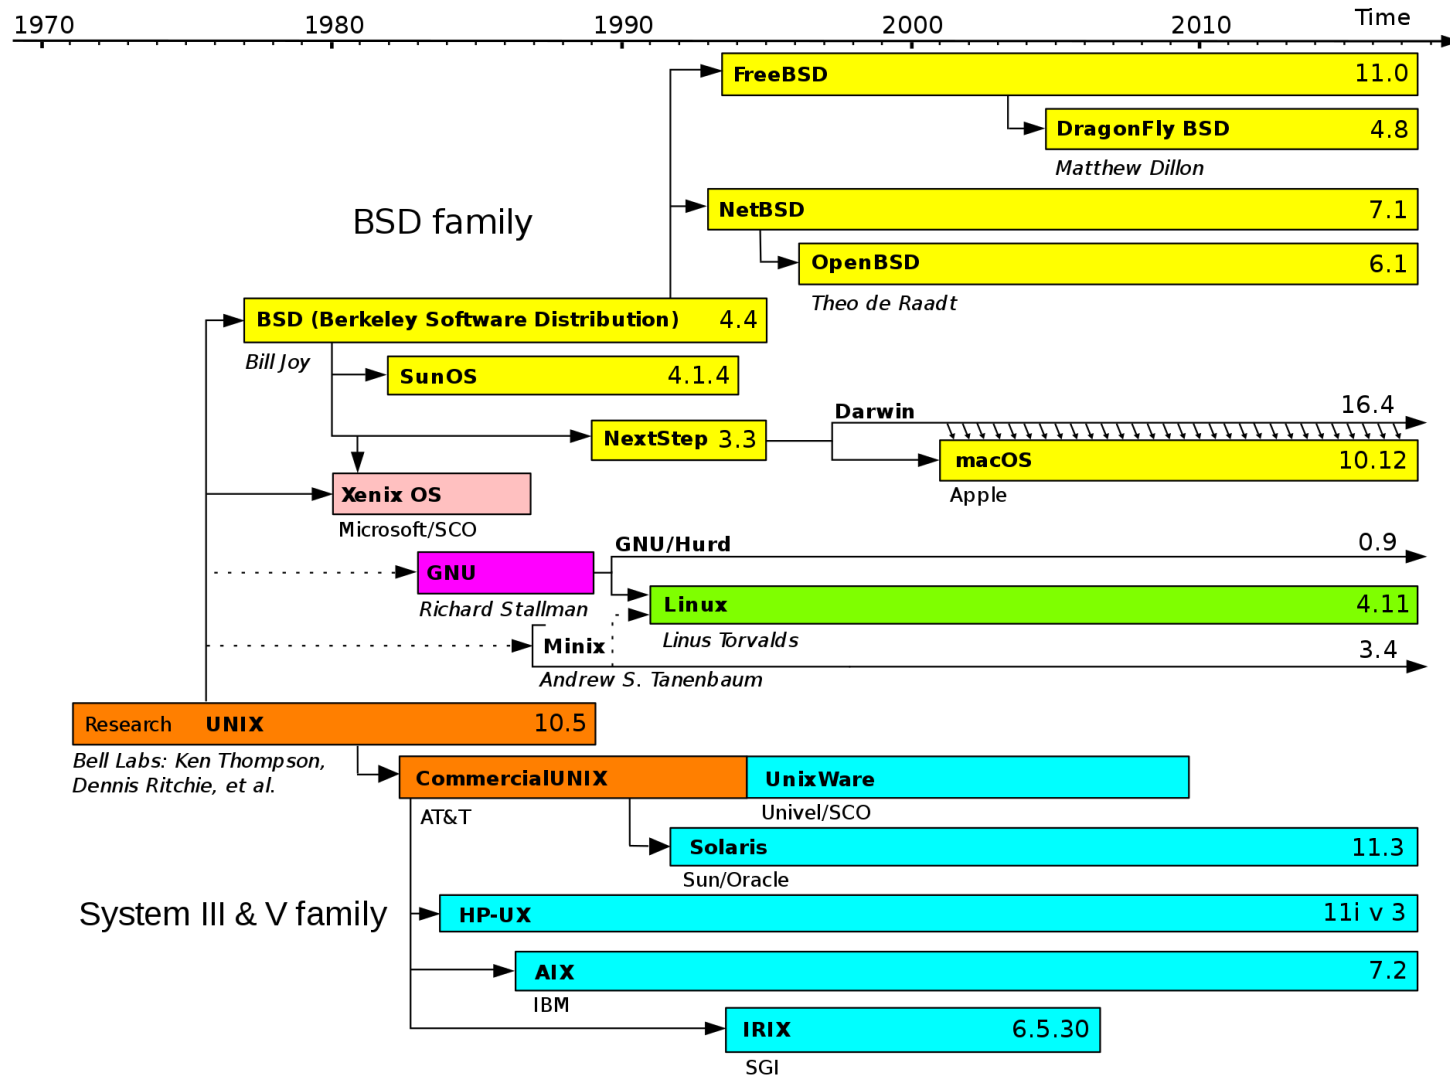 1970 1980 1990 2000 2010 Time
FreeBSD 11.0
DragonFly BSD 4.8
Matthew Dillon
NetBSD 7.1
BSD family
OpenBSD 6.1
Theo de Raadt
BSD (Berkeley Software Distribution) 4.4
Bill Joy
SunOS 4.1.4
Darwin 16.4
NextStep 3.3
macOS 10.12
Apple
Xenix OS
Microsoft/SCO
GNU/Hurd 0.9
GNU
Richard Stallman
Linux 4.11
Linus Torvalds
Minix 3.4
Andrew S. Tanenbaum
Research UNIX 10.5
Bell Labs: Ken Thompson,
Dennis Ritchie, et al.
CommercialUNIX UnixWare
AT&T
Univel/SCO
Solaris 11.3
Sun/Oracle
System III & V family
HP-UX 11i v 3
AIX 7.2
IBM
IRIX 6.5.30
SGI